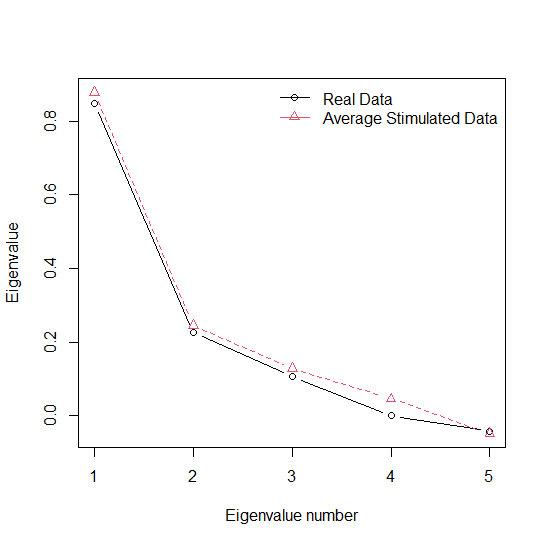 Real Data
Average Stimulated Data
0.8
0.6
0.4
0.2
0.0
Eigenvalue
1 2 3 4 5
Eigenvalue number